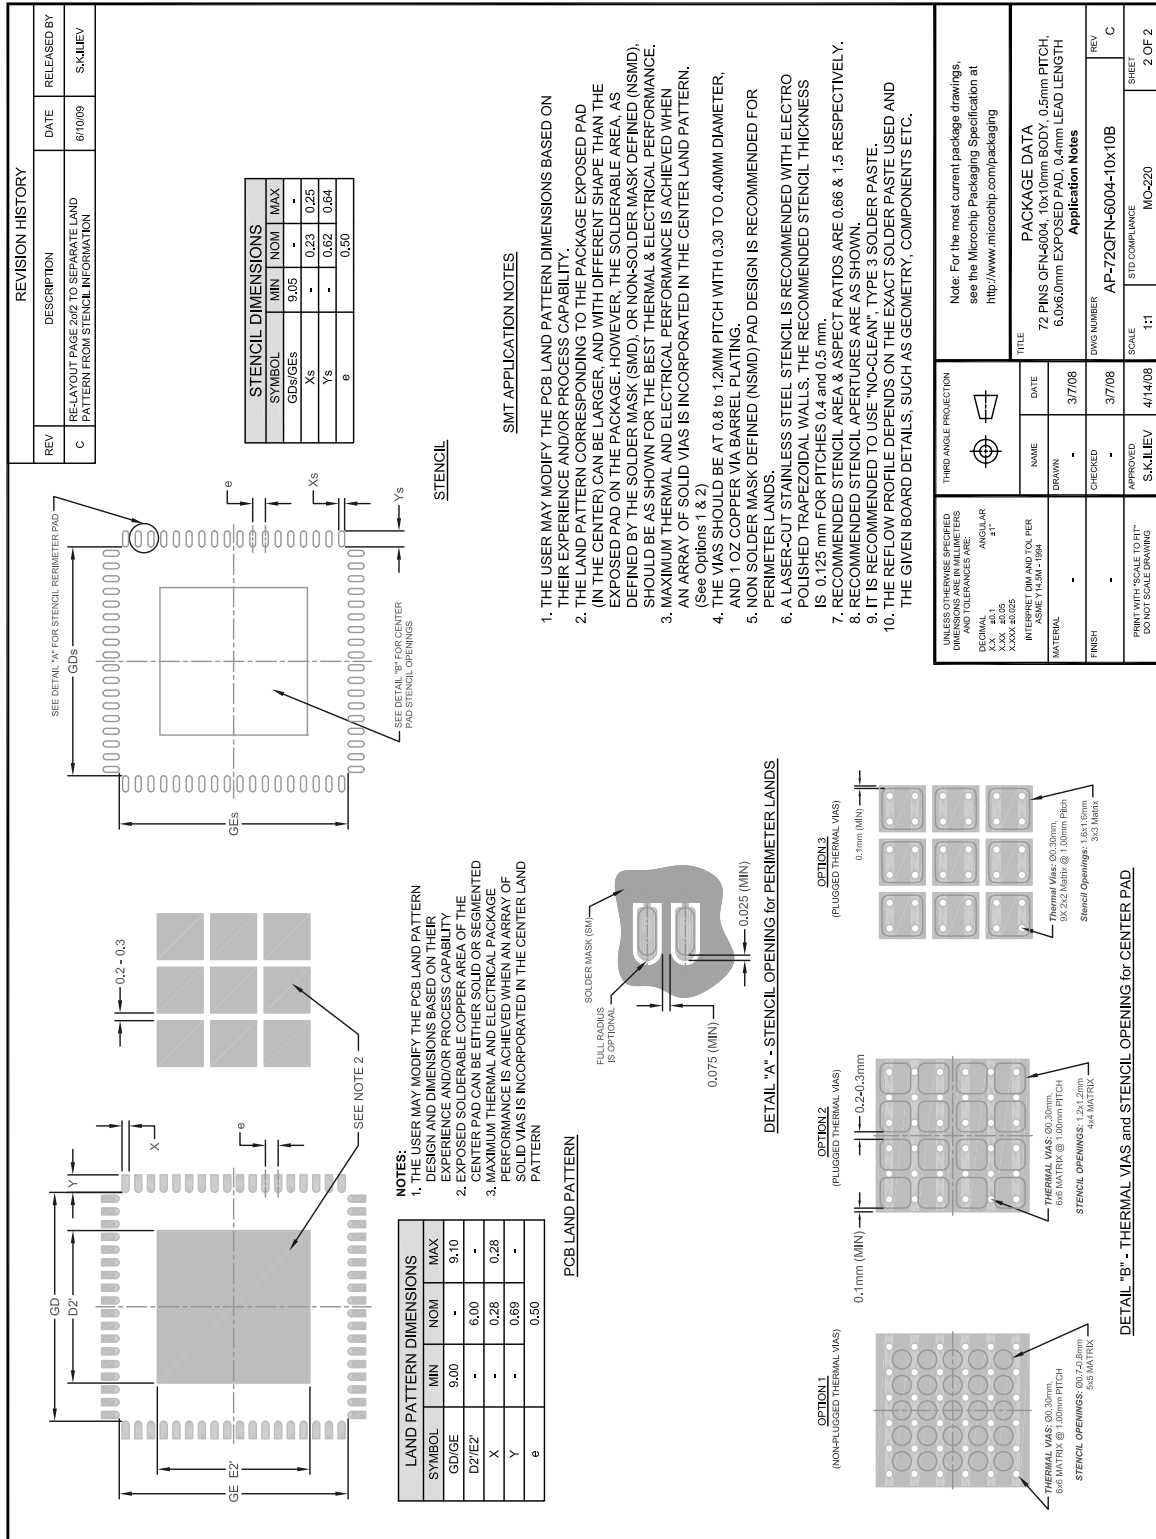 REVISION HISTORY
REV DESCRIPTION DATE RELEASED BY
C RE-LAYOUT PAGE 2of2 TO SEPARATE LAND PATTERN FROM STENCIL INFORMATION 6/10/09 S.K.ILIEV
GD
D2'
Y
X
e
GE
E2'
SEE NOTE 2
0.2 - 0.3
SEE DETAIL "A" FOR STENCIL RERIMETER PAD
GDs
GEs
e
Xs
Ys
SEE DETAIL "B" FOR CENTER
PAD STENCIL OPENINGS
STENCIL
STENCIL DIMENSIONS
SYMBOL MIN NOM MAX
GDs/GEs 9.05 - -
Xs - 0.23 0.25
Ys - 0.62 0.64
e 0.50
LAND PATTERN DIMENSIONS
SYMBOL MIN NOM MAX
GD/GE 9.00 - 9.10
D2'/E2' - 6.00 -
X - 0.28 0.28
Y - 0.69 -
e 0.50
NOTES:
1. THE USER MAY MODIFY THE PCB LAND PATTERN
DESIGN AND DIMENSIONS BASED ON THEIR
EXPERIENCE AND/OR PROCESS CAPABILITY
2. EXPOSED SOLDERABLE COPPER AREA OF THE
CENTER PAD CAN BE EITHER SOLID OR SEGMENTED
3. MAXIMUM THERMAL AND ELECTRICAL PACKAGE
PERFORMANCE IS ACHIEVED WHEN AN ARRAY OF
SOLID VIAS IS INCORPORATED IN THE CENTER LAND
PATTERN
PCB LAND PATTERN
SMT APPLICATION NOTES
1. THE USER MAY MODIFY THE PCB LAND PATTERN DIMENSIONS BASED ON
THEIR EXPERIENCE AND/OR PROCESS CAPABILITY.
2. THE LAND PATTERN CORRESPONDING TO THE PACKAGE EXPOSED PAD
(IN THE CENTER) CAN BE LARGER, AND WITH DIFFERENT SHAPE THAN THE
EXPOSED PAD ON THE PACKAGE. HOWEVER, THE SOLDERABLE AREA, AS
DEFINED BY THE SOLDER MASK (SMD), OR NON-SOLDER MASK DEFINED (NSMD),
SHOULD BE AS SHOWN FOR THE BEST THERMAL & ELECTRICAL PERFORMANCE.
3. MAXIMUM THERMAL AND ELECTRICAL PERFORMANCE IS ACHIEVED WHEN
AN ARRAY OF SOLID VIAS IS INCORPORATED IN THE CENTER LAND PATTERN.
(See Options 1 & 2)
4. THE VIAS SHOULD BE AT 0.8 to 1.2MM PITCH WITH 0.30 TO 0.40MM DIAMETER,
AND 1 OZ COPPER VIA BARREL PLATING.
5. NON SOLDER MASK DEFINED (NSMD) PAD DESIGN IS RECOMMENDED FOR
PERIMETER LANDS.
6. A LASER-CUT STAINLESS STEEL STENCIL IS RECOMMENDED WITH ELECTRO
POLISHED TRAPEZOIDAL WALLS. THE RECOMMENDED STENCIL THICKNESS
IS 0.125 mm FOR PITCHES 0.4 and 0.5 mm.
7. RECOMMENDED STENCIL AREA & ASPECT RATIOS ARE 0.66 & 1.5 RESPECTIVELY.
8. RECOMMENDED STENCIL APERTURES ARE AS SHOWN.
9. IT IS RECOMMENDED TO USE "NO-CLEAN", TYPE 3 SOLDER PASTE.
10. THE REFLOW PROFILE DEPENDS ON THE EXACT SOLDER PASTE USED AND
THE GIVEN BOARD DETAILS, SUCH AS GEOMETRY, COMPONENTS ETC.
FULL RADIUS
IS OPTIONAL
SOLDER MASK (SM)
0.075 (MIN)
0.025 (MIN)
DETAIL "A" - STENCIL OPENING for PERIMETER LANDS
OPTION 1
(NON-PLUGGED THERMAL VIAS)
THERMAL VIAS: Ø0.30mm,
6x6 MATRIX @ 1.00mm PITCH
STENCIL OPENINGS: Ø0.7-0.8mm
5x5 MATRIX
OPTION 2
(PLUGGED THERMAL VIAS)
0.1mm (MIN)
0.2-0.3mm
THERMAL VIAS: Ø0.30mm,
6x6 MATRIX @ 1.00mm PITCH
STENCIL OPENINGS: 1.2x1.2mm
4x4 MATRIX
OPTION 3
(PLUGGED THERMAL VIAS)
0.1mm (MIN)
Thermal Vias: Ø0.30mm,
9X 2x2 Matrix @ 1.00mm Pitch
Stencil Openings: 1.6x1.6mm
3x3 Matrix
DETAIL "B" - THERMAL VIAS and STENCIL OPENING for CENTER PAD
UNLESS OTHERWISE SPECIFIED
DIMENSIONS ARE IN MILLIMETERS
AND TOLERANCES ARE:
DECIMAL ANGULAR
X.X ±0.1 ±1°
X.XX ±0.05
X.XXX ±0.025
INTERPRET DIM AND TOL PER
ASME Y14.5M - 1994
MATERIAL
-
FINISH
-
PRINT WITH "SCALE TO FIT"
DO NOT SCALE DRAWING
THIRD ANGLE PROJECTION
NAME DATE
DRAWN - 3/7/08
CHECKED - 3/7/08
APPROVED S.K.ILIEV 4/14/08
Note: For the most current package drawings,
see the Microchip Packaging Specification at
http://www.microchip.com/packaging
TITLE
PACKAGE DATA
72 PINS QFN-6004, 10x10mm BODY, 0.5mm PITCH,
6.0x6.0mm EXPOSED PAD, 0.4mm LEAD LENGTH
Application Notes
DWG NUMBER
AP-72QFN-6004-10x10B
REV
C
SCALE
1:1
STD COMPLIANCE
MO-220
SHEET
2 OF 2